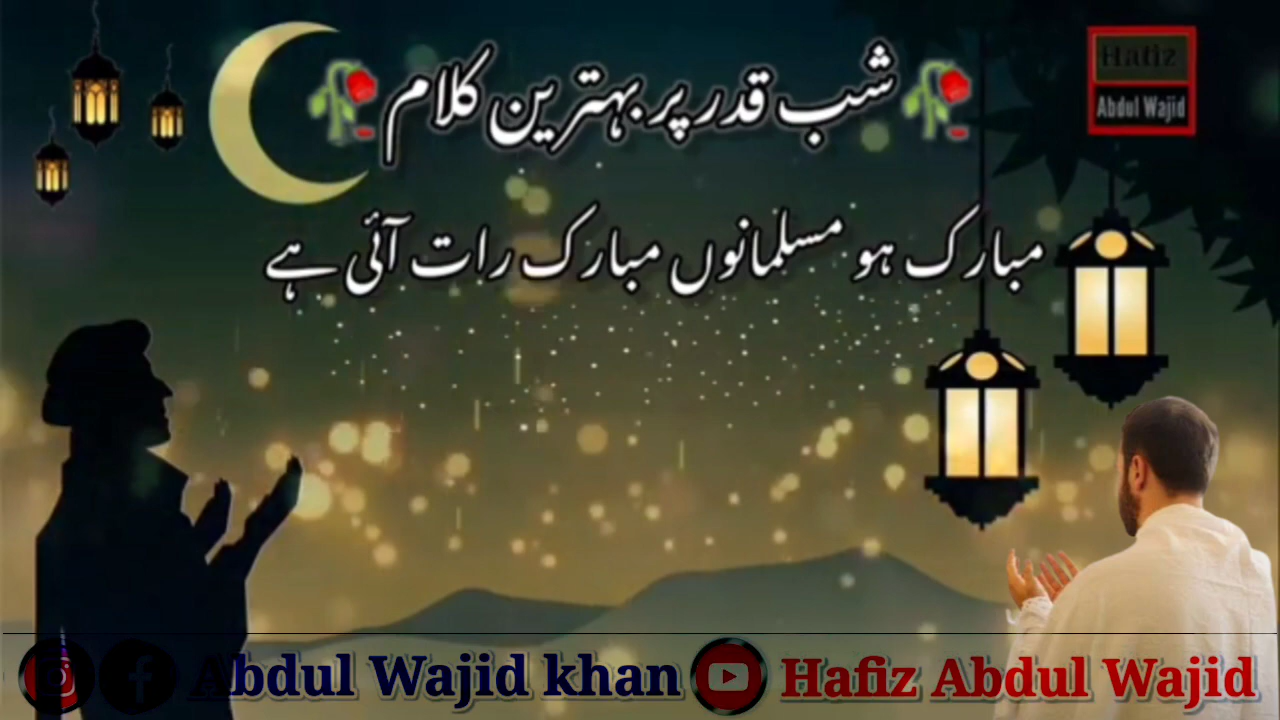 شب قدر پر بہترین کلام
Hafiz
Abdul Wajid
مبارک ہو مسلمانوں مبارک رات آئی ہے
Abdul Wajid khan
Hafiz Abdul Wajid